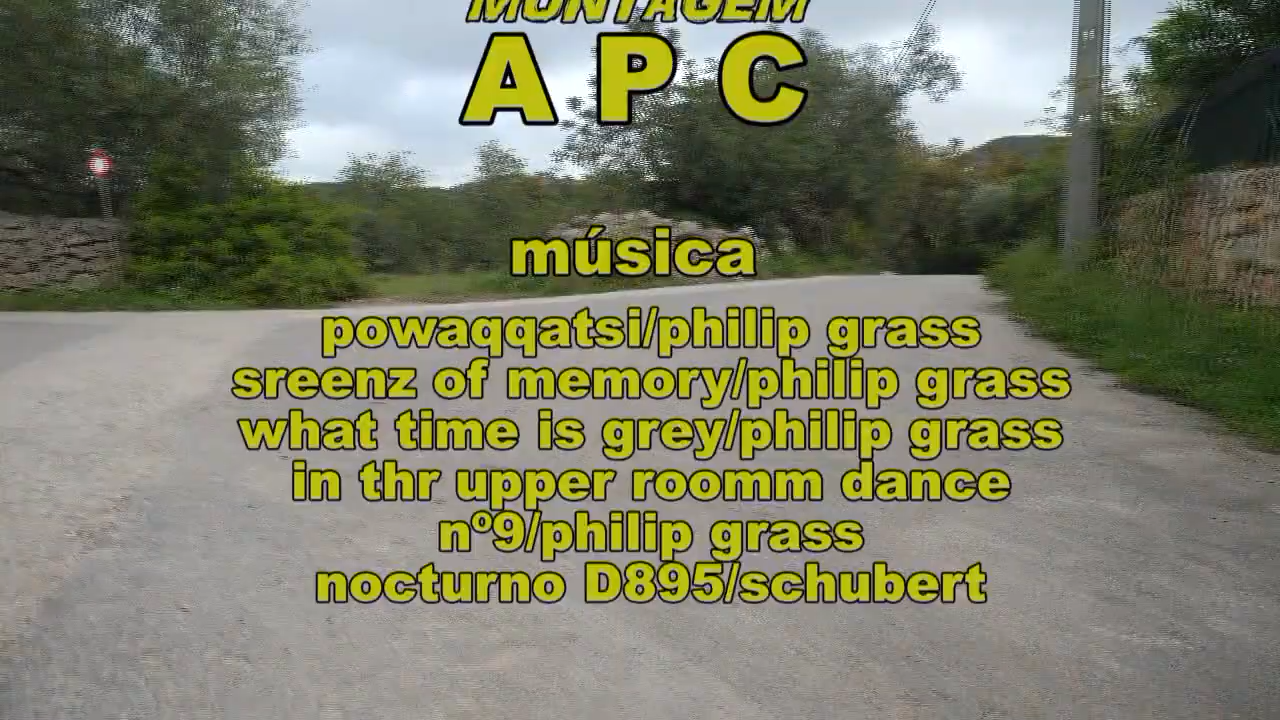 MONTAGEM
A P C
música
powaqqatsi/philip grass
sreenz of memory/philip grass
what time is grey/philip grass
in thr upper roomm dance
nº9/philip grass
nocturno D895/schubert